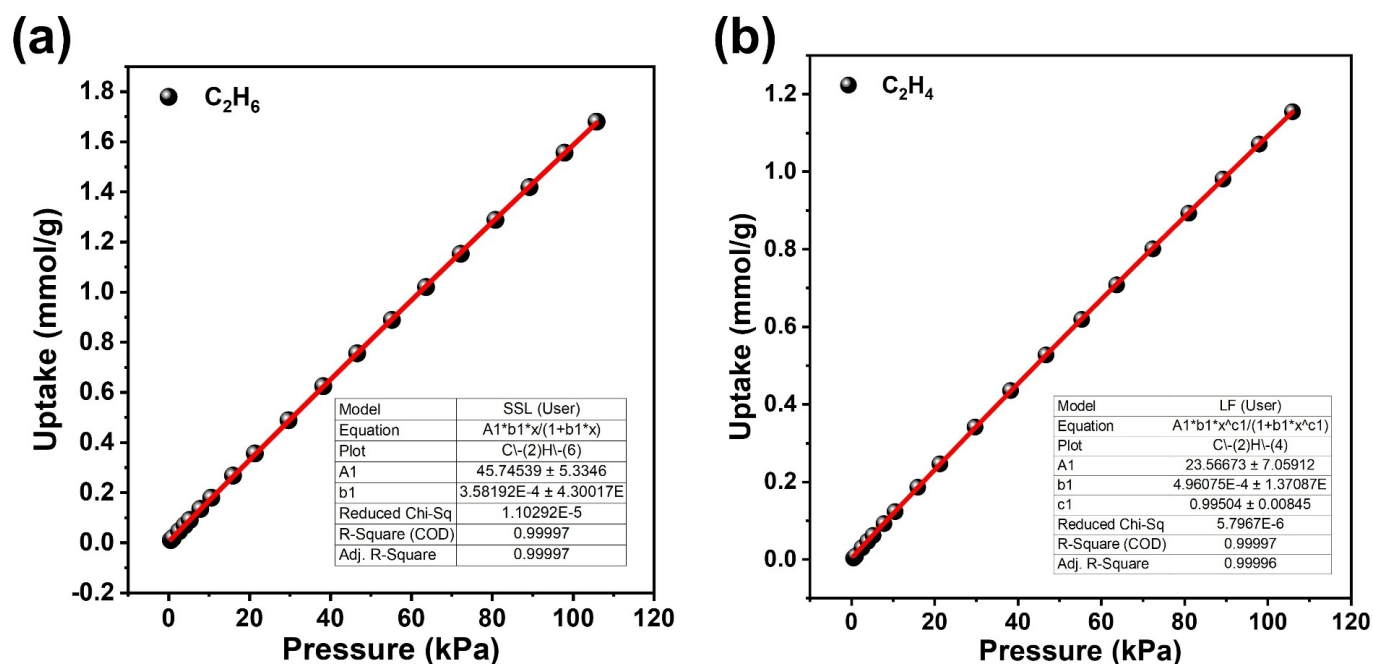 (a)
C₂H₆
1.8
1.6
1.4
1.2
1.0
0.8
0.6
0.4
0.2
0.0
-0.2
Uptake (mmol/g)
Model SSL (User)
Equation A1*b1*x/(1+b1*x)
Plot C\-(2)H\-(6)
A1 45.74539 ± 5.3346
b1 3.58192E-4 ± 4.30017E
Reduced Chi-Sq 1.10292E-5
R-Square (COD) 0.99997
Adj. R-Square 0.99997
0 20 40 60 80 100 120
Pressure (kPa)
(b)
C₂H₄
1.2
1.0
0.8
0.6
0.4
0.2
0.0
Uptake (mmol/g)
Model LF (User)
Equation A1*b1*x^c1/(1+b1*x^c1)
Plot C\-(2)H\-(4)
A1 23.56673 ± 7.05912
b1 4.96075E-4 ± 1.37087E
c1 0.99504 ± 0.00845
Reduced Chi-Sq 5.7967E-6
R-Square (COD) 0.99997
Adj. R-Square 0.99996
0 20 40 60 80 100 120
Pressure (kPa)